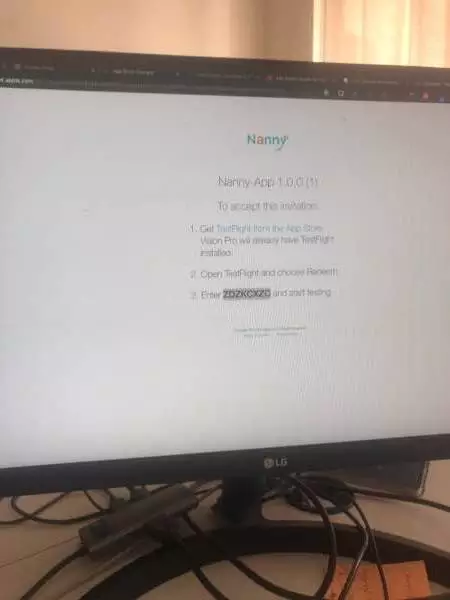 Nanny
Nanny-App 1.0.0 (1)
To accept this invitation:
1. Get TestFlight from the App Store.
Vision Pro will already have TestFlight
installed.
2. Open TestFlight and choose Redeem.
3. Enter ZDZKCXZC and start testing.
LG